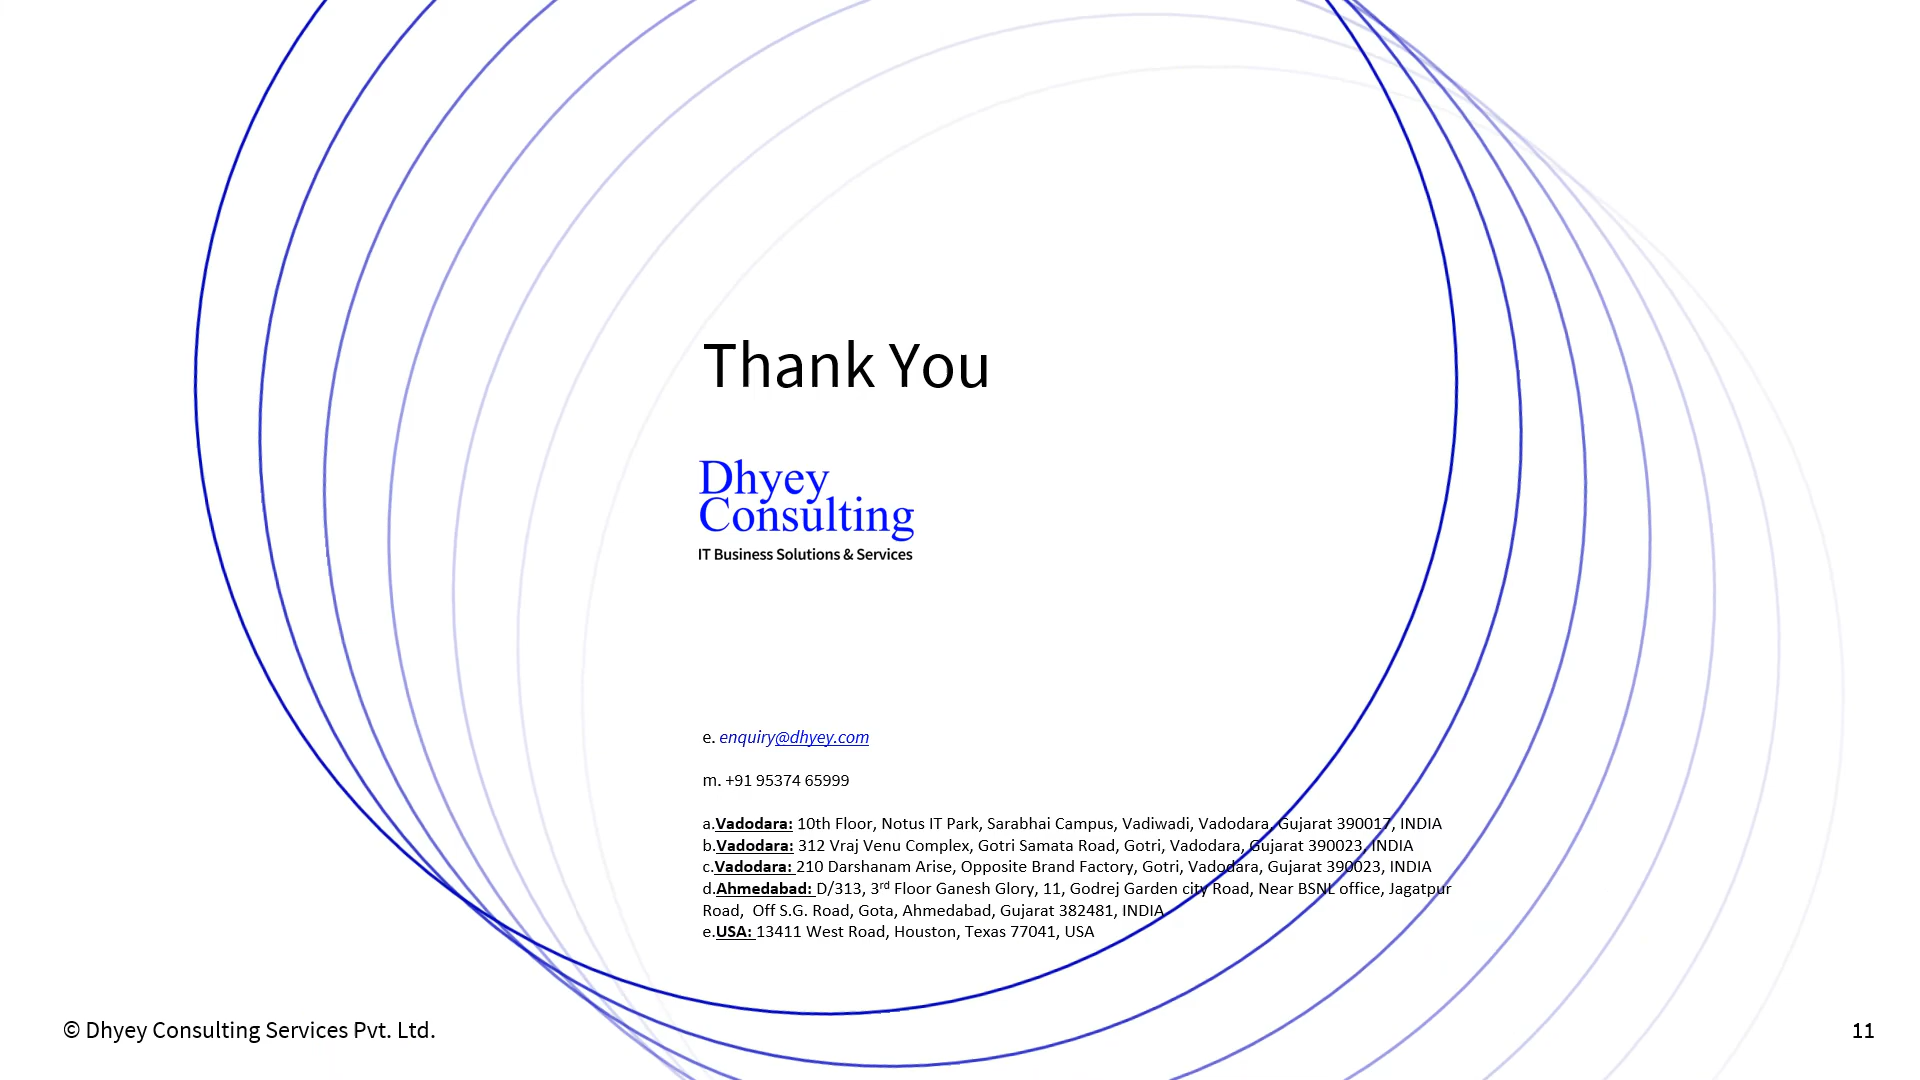 Thank You
Dhyey
Consulting
IT Business Solutions & Services
e. enquiry@dhyey.com
m. +91 95374 65999
a.Vadodara: 10th Floor, Notus IT Park, Sarabhai Campus, Vadiwadi, Vadodara, Gujarat 390017, INDIA
b.Vadodara: 312 Vraj Venu Complex, Gotri Samata Road, Gotri, Vadodara, Gujarat 390023, INDIA
c.Vadodara: 210 Darshanam Arise, Opposite Brand Factory, Gotri, Vadodara, Gujarat 390023, INDIA
d.Ahmedabad: D/313, 3rd Floor Ganesh Glory, 11, Godrej Garden city Road, Near BSNL office, Jagatpur
Road, Off S.G. Road, Gota, Ahmedabad, Gujarat 382481, INDIA
e.USA: 13411 West Road, Houston, Texas 77041, USA
© Dhyey Consulting Services Pvt. Ltd.
11